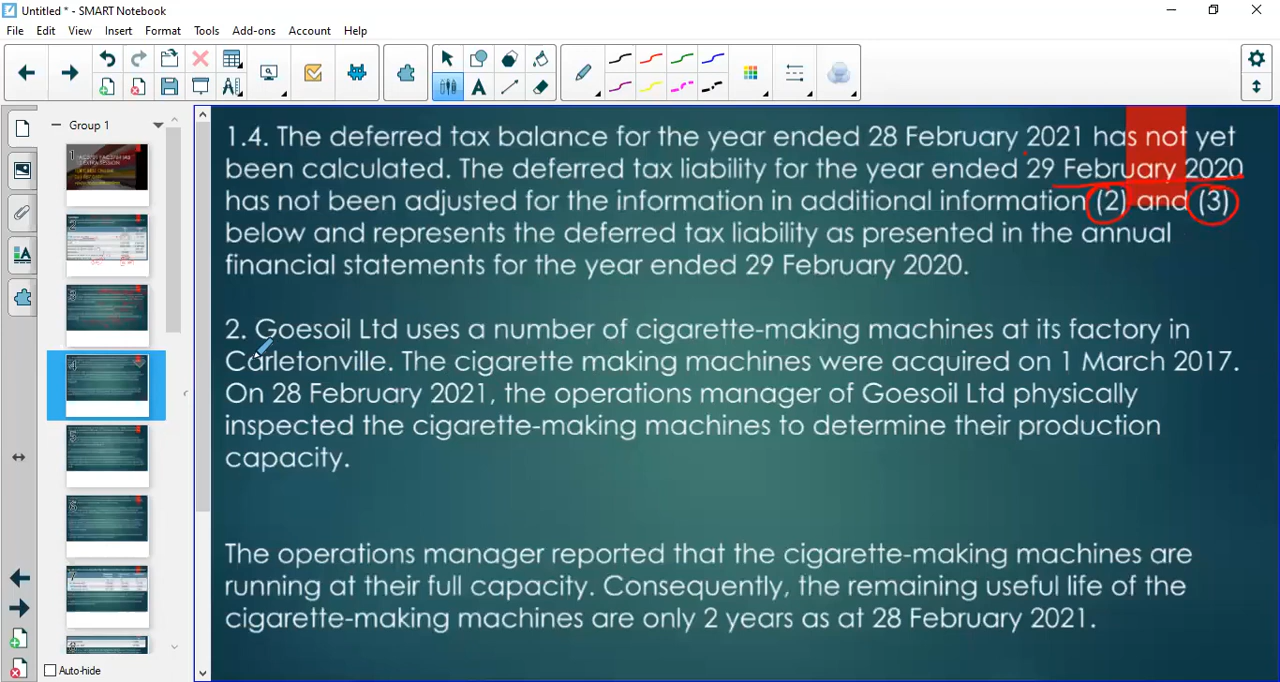 Untitled * - SMART Notebook
File Edit View Insert Format Tools Add-ons Account Help
Group 1
1.4. The deferred tax balance for the year ended 28 February 2021 has not yet
been calculated. The deferred tax liability for the year ended 29 February 2020
has not been adjusted for the information in additional information (2) and (3)
below and represents the deferred tax liability as presented in the annual
financial statements for the year ended 29 February 2020.
2. Goesoil Ltd uses a number of cigarette-making machines at its factory in
Carletonville. The cigarette making machines were acquired on 1 March 2017.
On 28 February 2021, the operations manager of Goesoil Ltd physically
inspected the cigarette-making machines to determine their production
capacity.
The operations manager reported that the cigarette-making machines are
running at their full capacity. Consequently, the remaining useful life of the
cigarette-making machines are only 2 years as at 28 February 2021.
Auto-hide